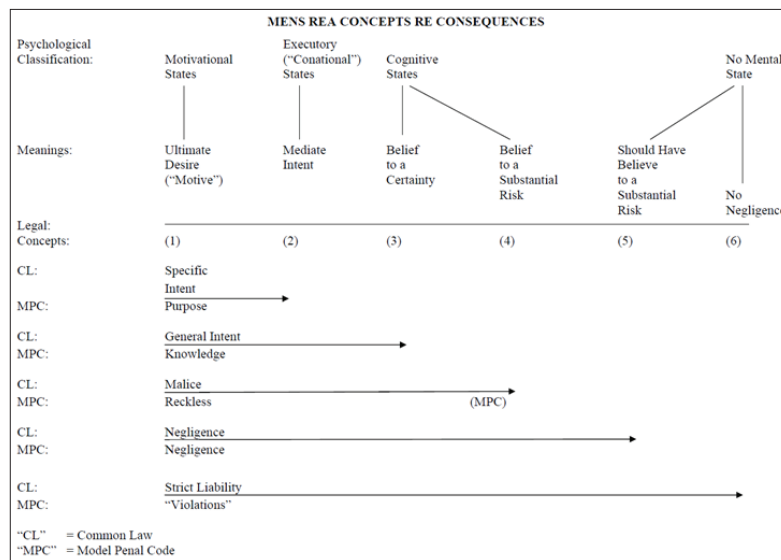 MENS REA CONCEPTS RE CONSEQUENCES
Psychological Classification:
Motivational States
Executory ("Conational") States
Cognitive States
No Mental State
Meanings:
Ultimate Desire ("Motive")
Mediate Intent
Belief to a Certainty
Belief to a Substantial Risk
Should Have Believe to a Substantial Risk
No Negligence
Legal Concepts:
(1) (2) (3) (4) (5) (6)
CL: Specific Intent
MPC: Purpose
CL: General Intent
MPC: Knowledge
CL: Malice
MPC: Reckless (MPC)
CL: Negligence
MPC: Negligence
CL: Strict Liability
MPC: "Violations"
"CL" = Common Law
"MPC" = Model Penal Code